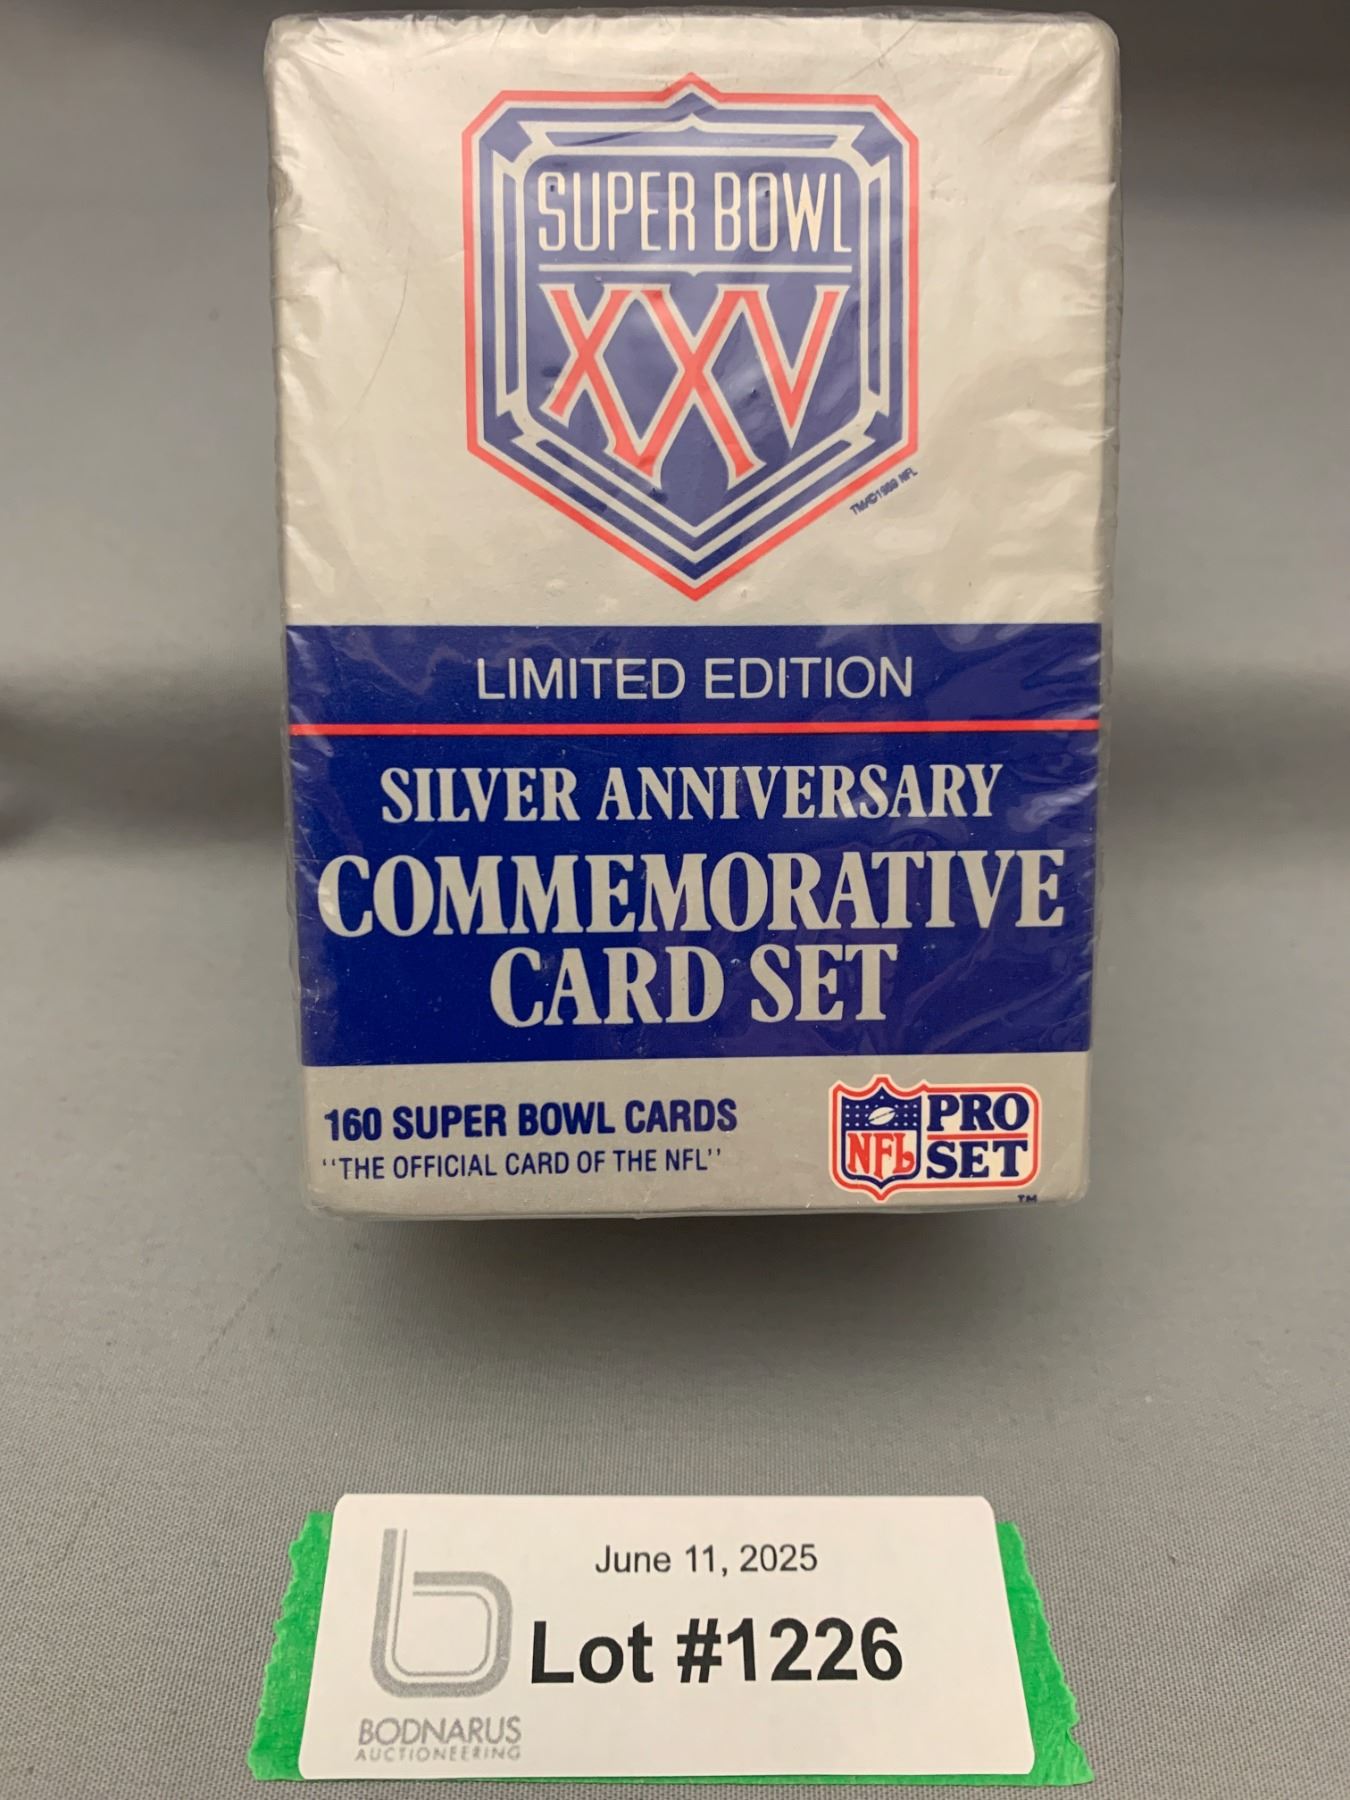 SUPER BOWL
XXV
TM/©1989 NFL
LIMITED EDITION
SILVER ANNIVERSARY
COMMEMORATIVE
CARD SET
160 SUPER BOWL CARDS
"THE OFFICIAL CARD OF THE NFL"
NFL
PRO
SET
TM
June 11, 2025
Lot #1226
BODNARUS
AUCTIONEERING